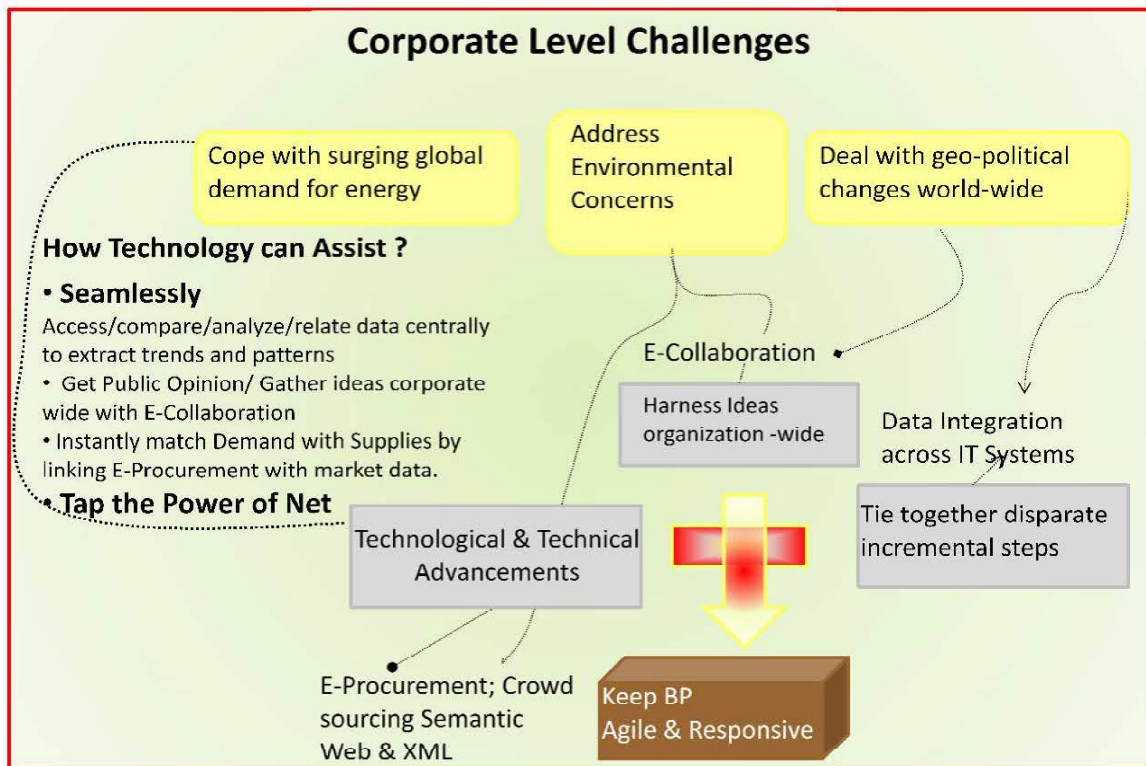 Corporate Level Challenges
Cope with surging global
demand for energy
Address
Environmental
Concerns
Deal with geo-political
changes world-wide
How Technology can Assist ?
• Seamlessly
Access/compare/analyze/relate data centrally
to extract trends and patterns
• Get Public Opinion/ Gather ideas corporate
wide with E-Collaboration
• Instantly match Demand with Supplies by
linking E-Procurement with market data.
• Tap the Power of Net
E-Collaboration
Harness Ideas
organization -wide
Data Integration
across IT Systems
Tie together disparate
incremental steps
Technological & Technical
Advancements
E-Procurement; Crowd
sourcing Semantic
Web & XML
Keep BP
Agile & Responsive